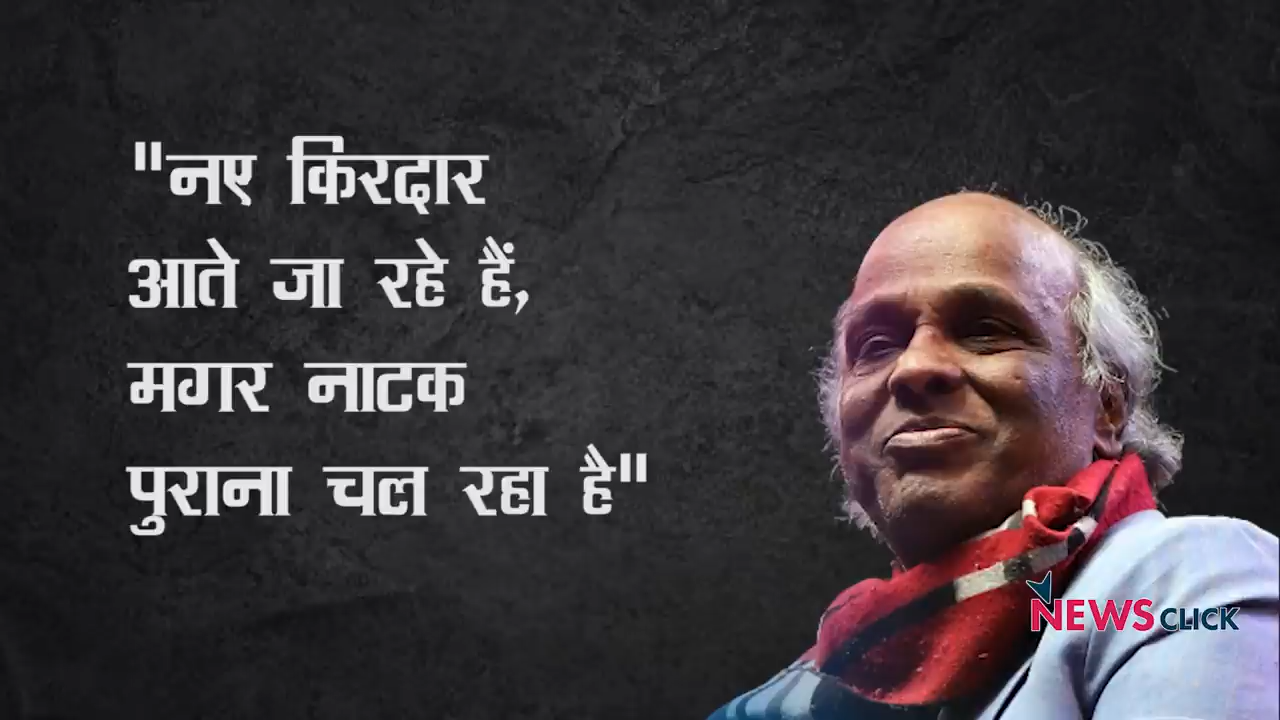 "नए किरदार
आते जा रहे हैं,
मगर नाटक
पुराना चल रहा है"
NEWSCLICK